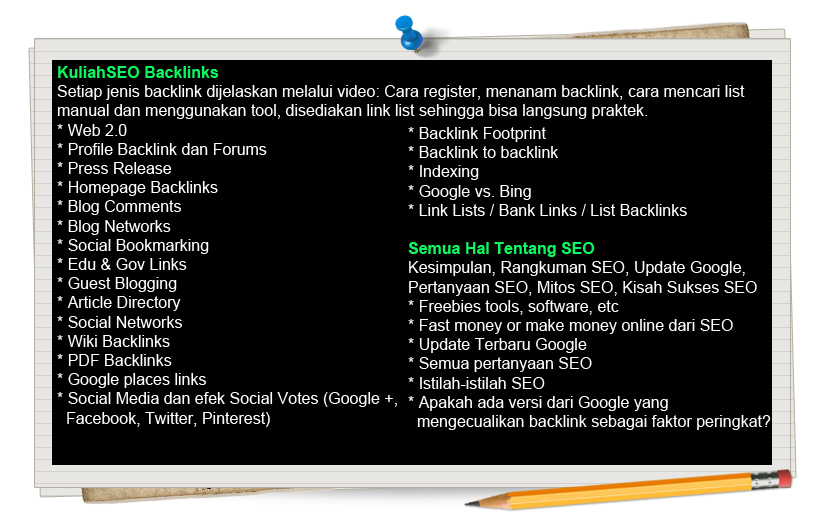 KuliahSEO Backlinks
Setiap jenis backlink dijelaskan melalui video: Cara register, menanam backlink, cara mencari list
manual dan menggunakan tool, disediakan link list sehingga bisa langsung praktek.
* Web 2.0
* Profile Backlink dan Forums
* Press Release
* Homepage Backlinks
* Blog Comments
* Blog Networks
* Social Bookmarking
* Edu & Gov Links
* Guest Blogging
* Article Directory
* Social Networks
* Wiki Backlinks
* PDF Backlinks
* Google places links
* Social Media dan efek Social Votes (Google +,
Facebook, Twitter, Pinterest)
* Backlink Footprint
* Backlink to backlink
* Indexing
* Google vs. Bing
* Link Lists / Bank Links / List Backlinks
Semua Hal Tentang SEO
Kesimpulan, Rangkuman SEO, Update Google,
Pertanyaan SEO, Mitos SEO, Kisah Sukses SEO
* Freebies tools, software, etc
* Fast money or make money online dari SEO
* Update Terbaru Google
* Semua pertanyaan SEO
* Istilah-istilah SEO
* Apakah ada versi dari Google yang
mengecualikan backlink sebagai faktor peringkat?